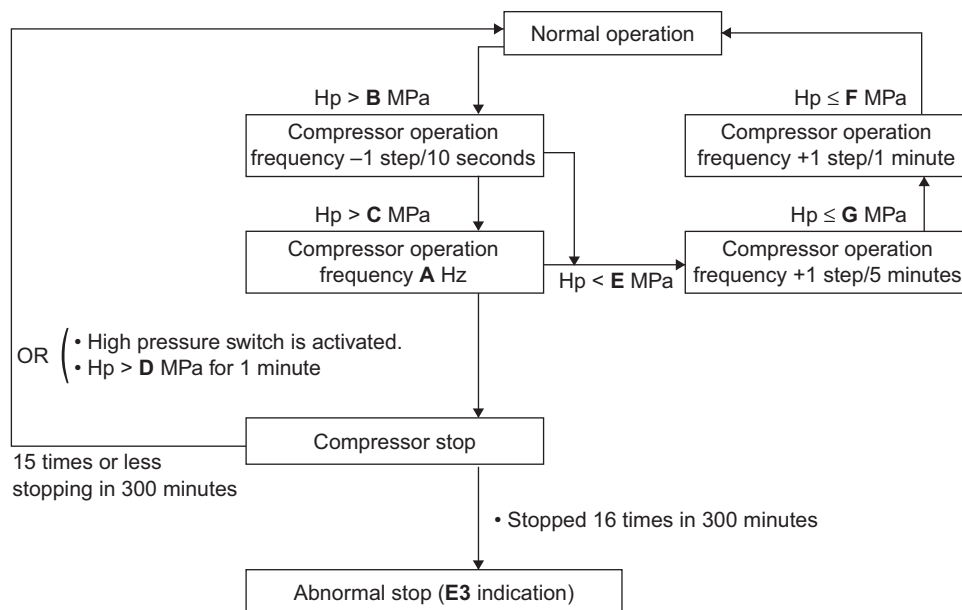 Normal operation
Hp > B MPa
Hp ≤ F MPa
Compressor operation
frequency –1 step/10 seconds
Compressor operation
frequency +1 step/1 minute
Hp > C MPa
Hp ≤ G MPa
Compressor operation
frequency A Hz
Hp < E MPa
Compressor operation
frequency +1 step/5 minutes
OR
• High pressure switch is activated.
• Hp > D MPa for 1 minute
Compressor stop
15 times or less
stopping in 300 minutes
• Stopped 16 times in 300 minutes
Abnormal stop (E3 indication)